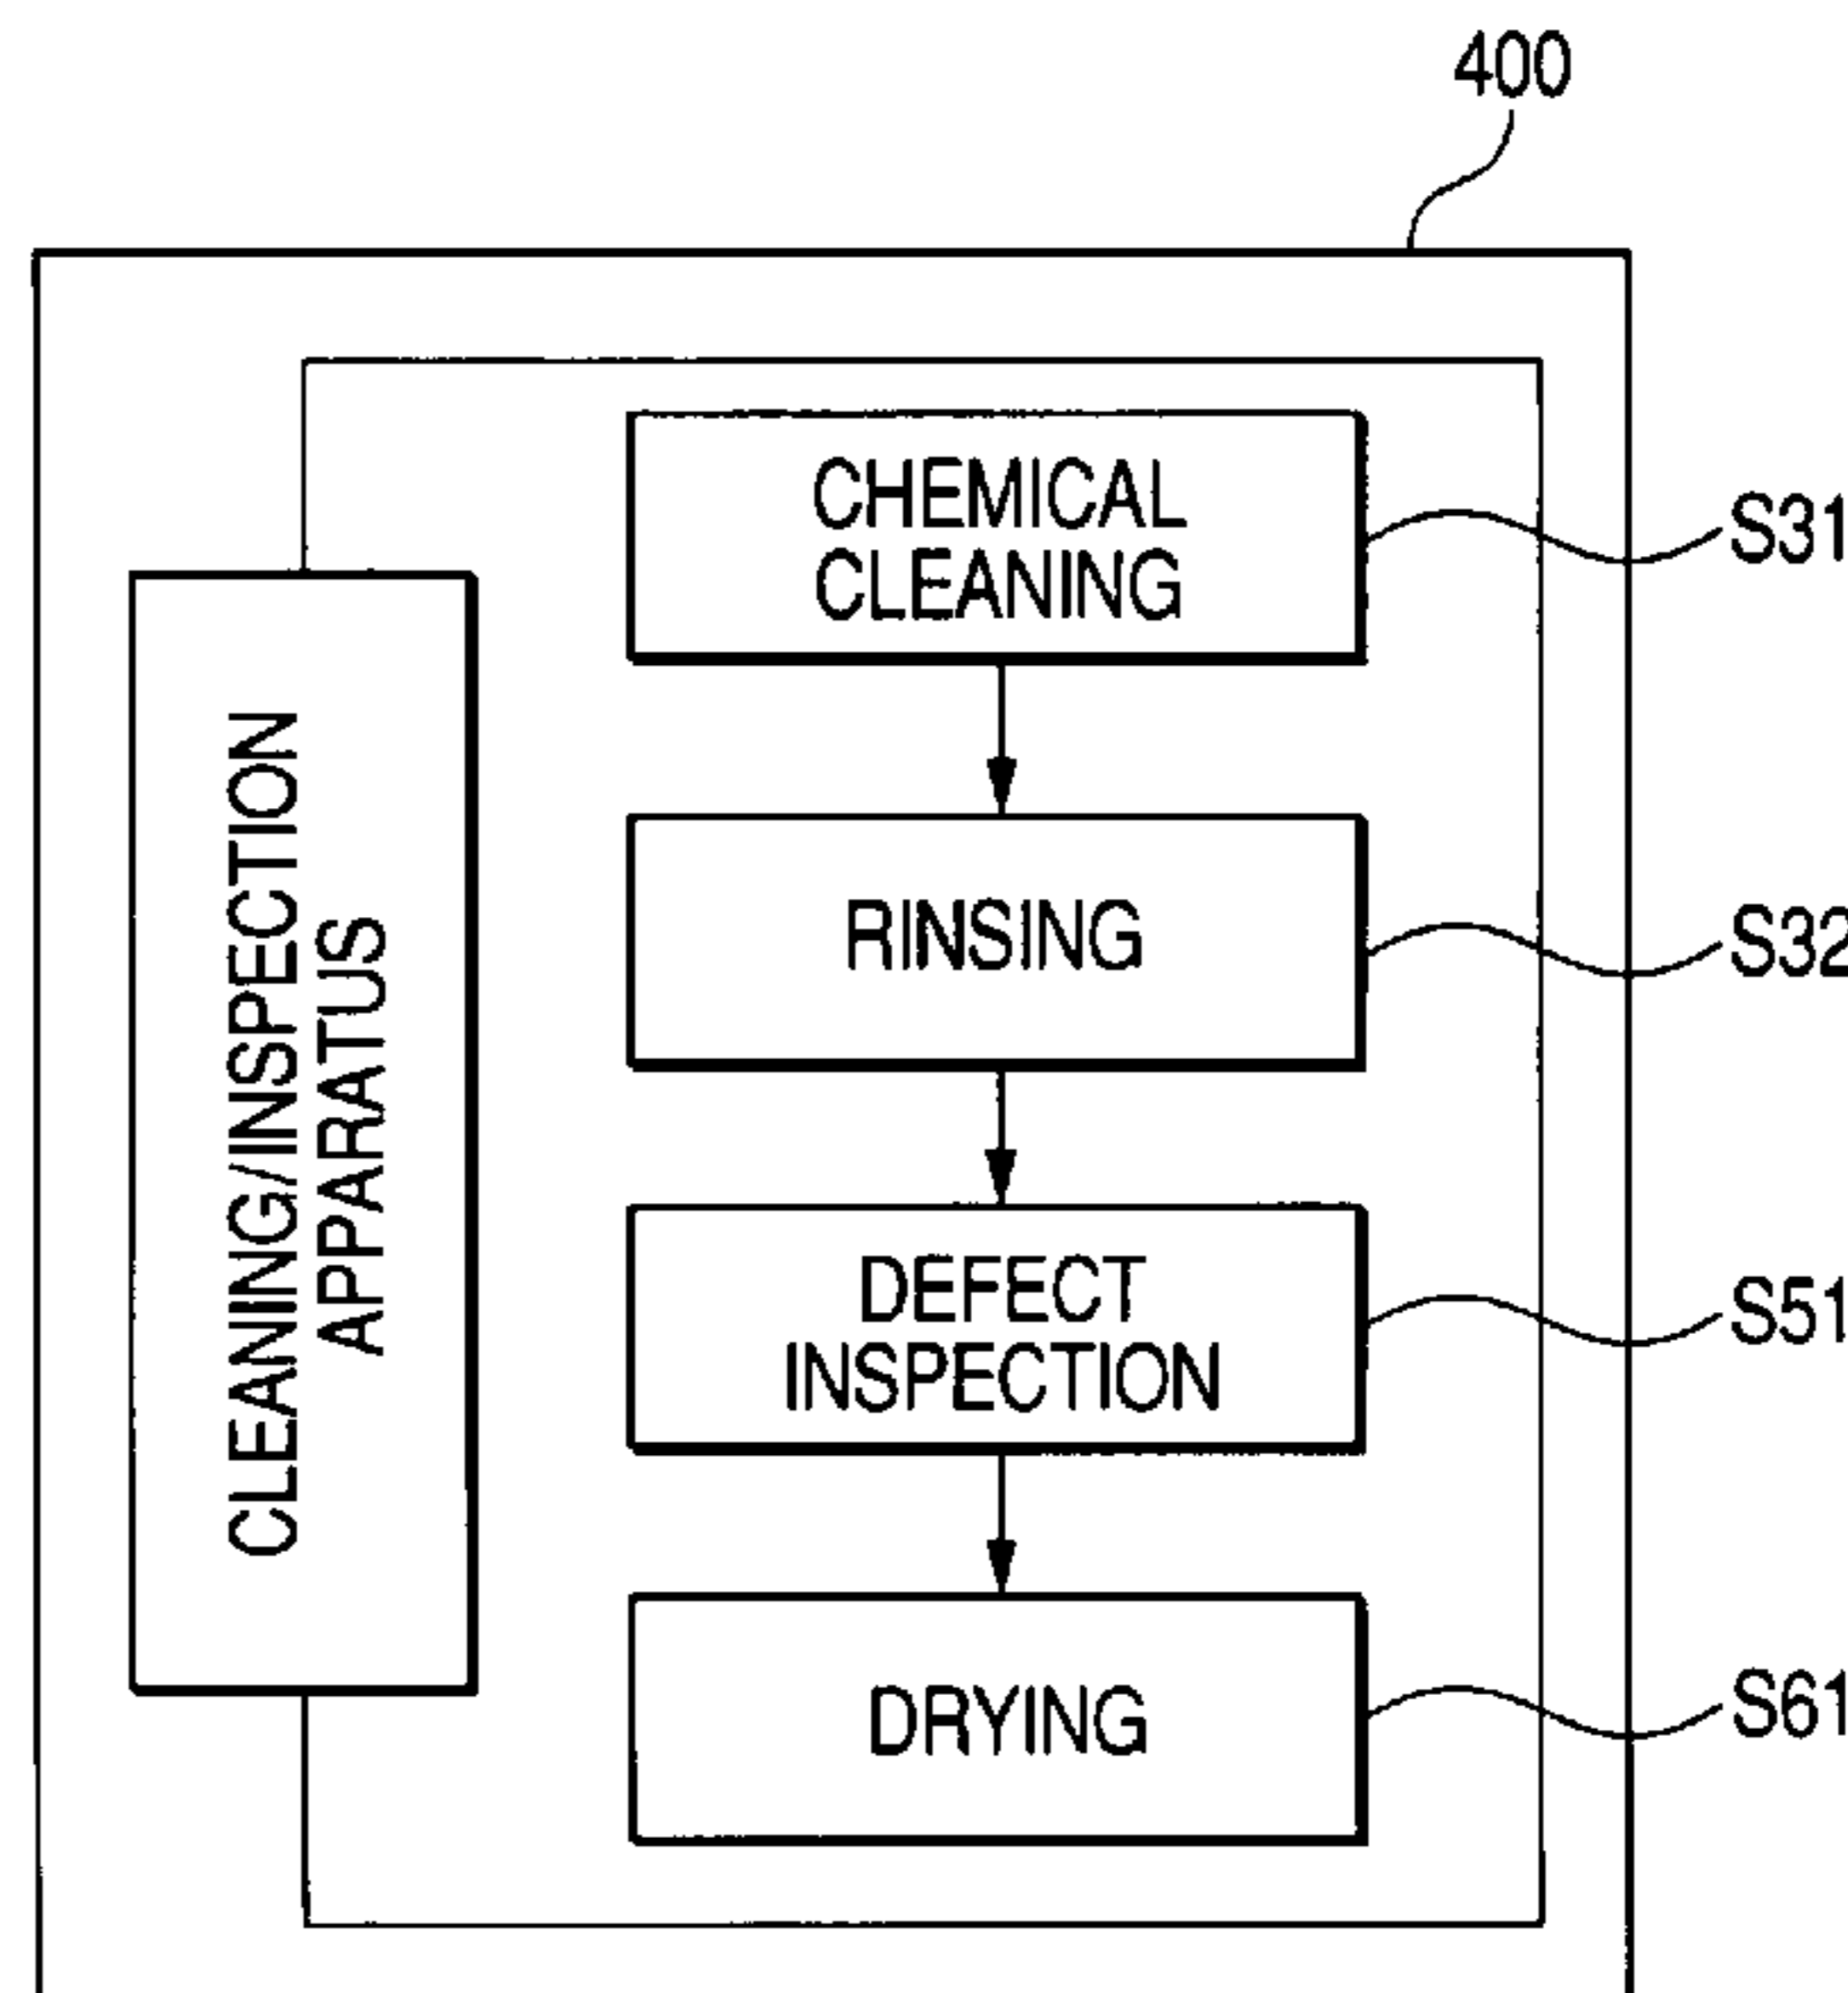 400
CHEMICAL
CLEANING
S31
CLEANING/INSPECTION
APPARATUS
RINSING
S32
DEFECT
INSPECTION
S51
DRYING
S61